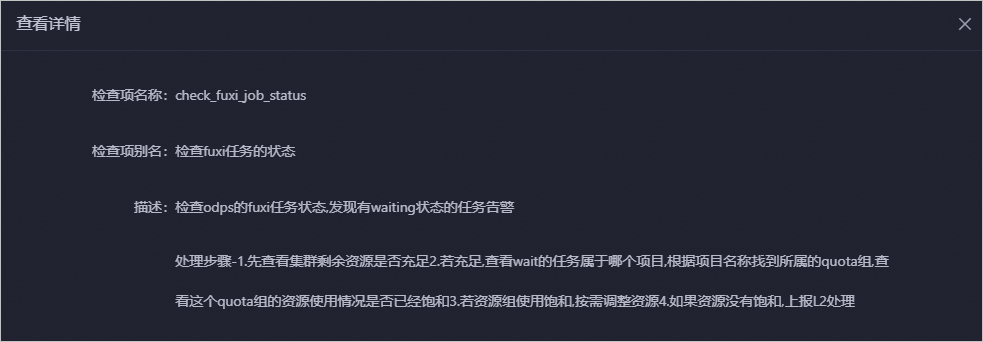 查看详情
检查项名称：check_fuxi_job_status
检查项别名：检查fuxi任务的状态
描述：检查odps的fuxi任务状态,发现有waiting状态的任务告警
处理步骤-1.先查看集群剩余资源是否充足2.若充足,查看wait的任务属于哪个项目,根据项目名称找到所属的quota组,查
看这个quota组的资源使用情况是否已经饱和3.若资源组使用饱和,按需调整资源4.如果资源没有饱和,上报L2处理